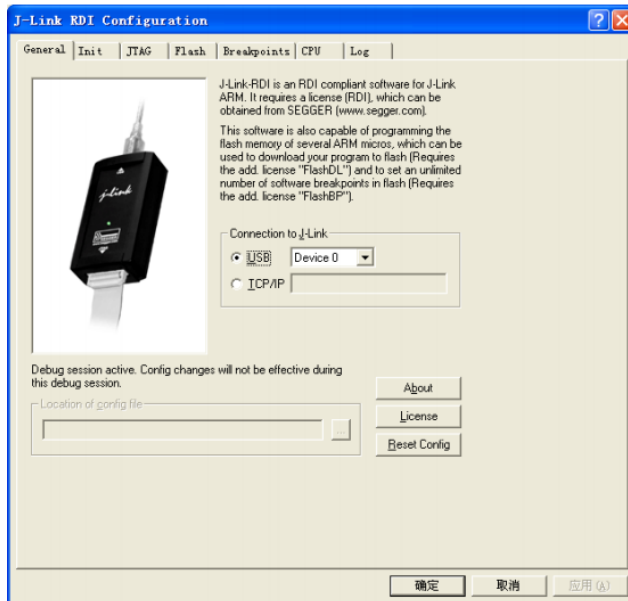 J-Link RDI Configuration
General Init JTAG Flash Breakpoints CPU Log
J-Link-RDI is an RDI compliant software for J-Link
ARM. It requires a license (RDI), which can be
obtained from SEGGER (www.segger.com).
This software is also capable of programming the
flash memory of several ARM micros, which can be
used to download your program to flash (Requires
the add. license "FlashDL") and to set an unlimited
number of software breakpoints in flash (Requires
the add. license "FlashBP").
J-Link
Connection to J-Link
USB Device 0
TCP/IP
Debug session active. Config changes will not be effective during
this debug session.
Location of config file
...
About
License
Reset Config
确定 取消 应用(A)